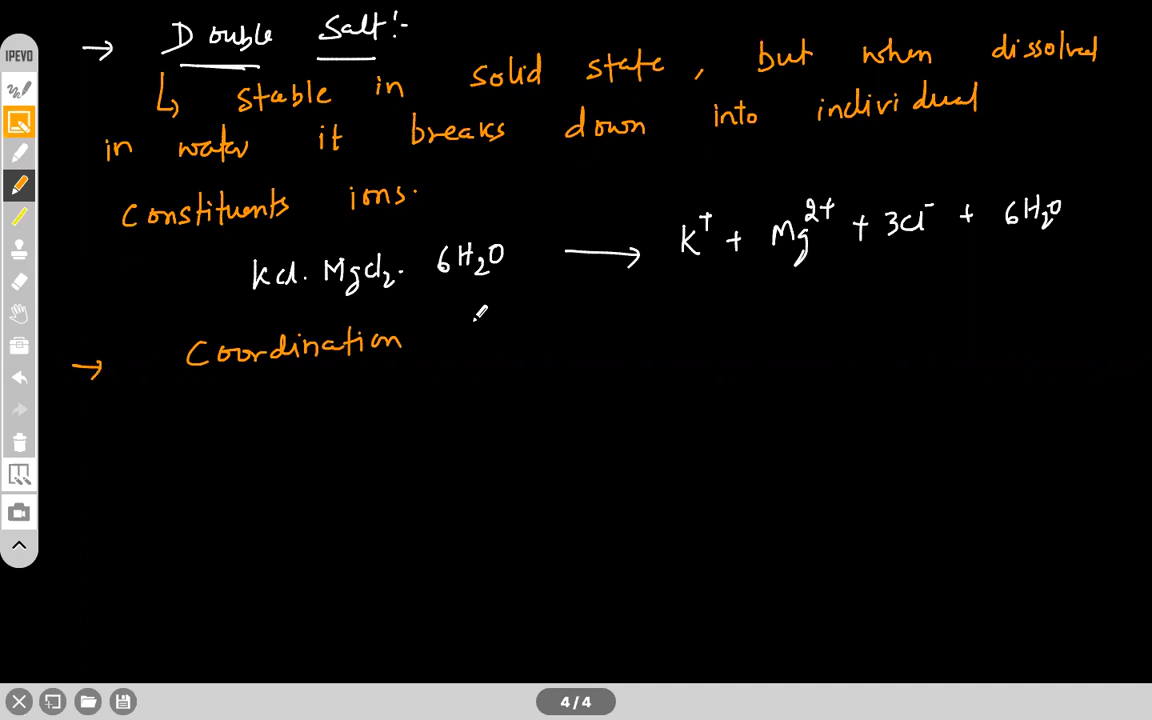 IPEVO
→ Double Salt:-
↳ stable in solid state, but when dissolved
in water it breaks down into individual
constituents ions.
KCl. MgCl₂. 6H₂O ⟶ K⁺ + Mg²⁺ + 3Cl⁻ + 6H₂O
→ Coordination
4/4